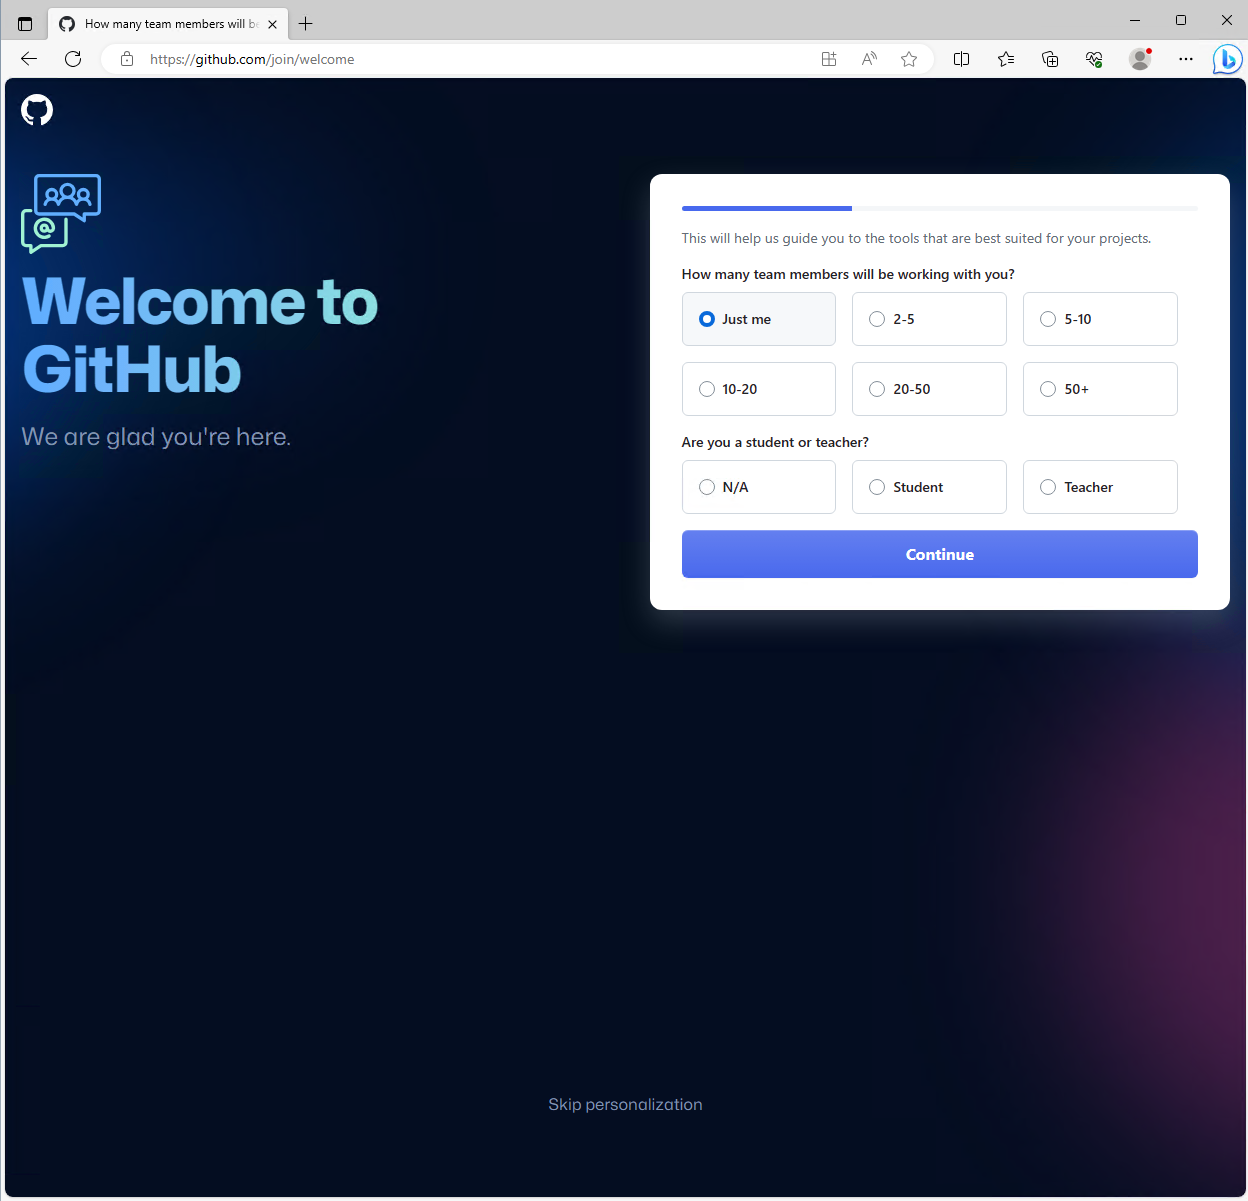 How many team members will be
https://github.com/join/welcome
Welcome to
GitHub
We are glad you're here.
This will help us guide you to the tools that are best suited for your projects.
How many team members will be working with you?
Just me
2-5
5-10
10-20
20-50
50+
Are you a student or teacher?
N/A
Student
Teacher
Continue
Skip personalization